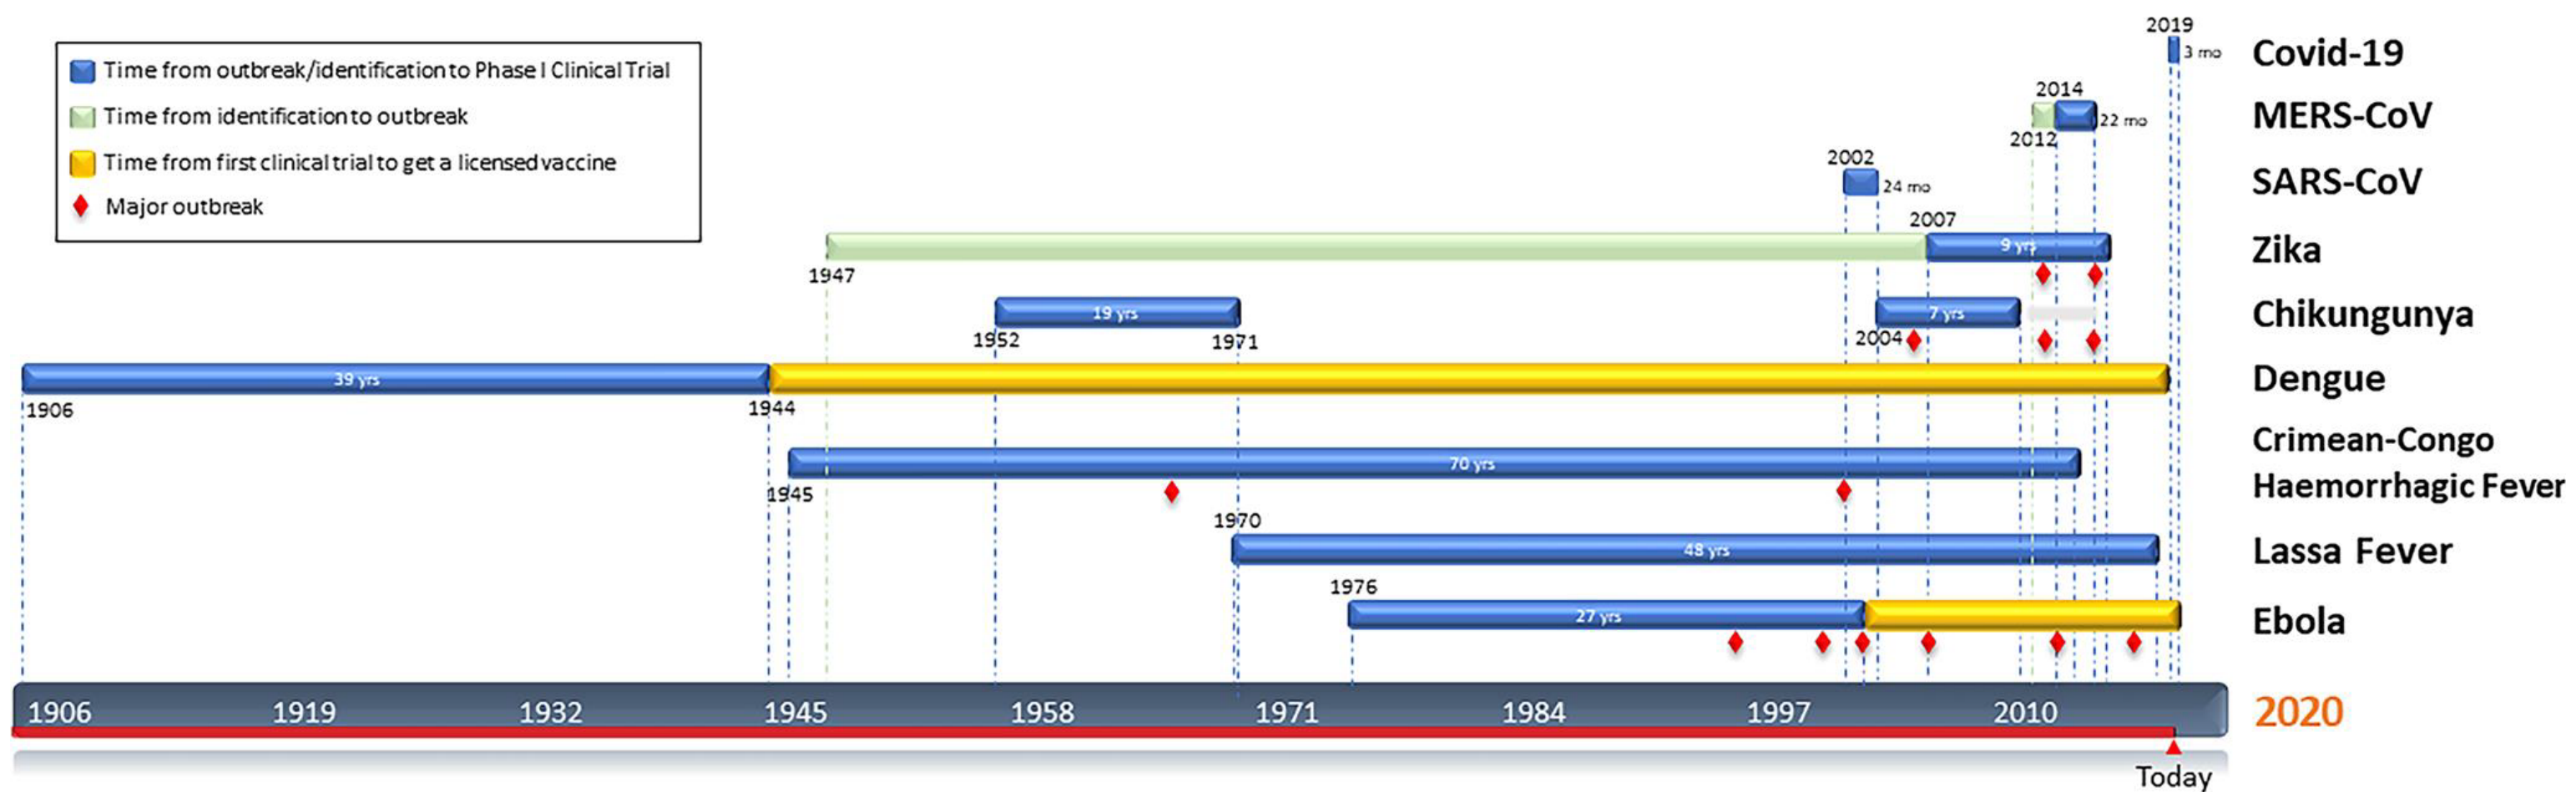 2019
Time from outbreak/identification to Phase I Clinical Trial
3 mo
Covid-19
2014
Time from identification to outbreak
22 mo
MERS-CoV
2012
Time from first clinical trial to get a licensed vaccine
2002
24 mo
SARS-CoV
Major outbreak
2007
9 yrs
Zika
1947
19 yrs
7 yrs
Chikungunya
1952
1971
2004
39 yrs
Dengue
1906
1944
Crimean-Congo
70 yrs
Haemorrhagic Fever
1945
1970
48 yrs
Lassa Fever
1976
27 yrs
Ebola
1906 1919 1932 1945 1958 1971 1984 1997 2010 2020
Today